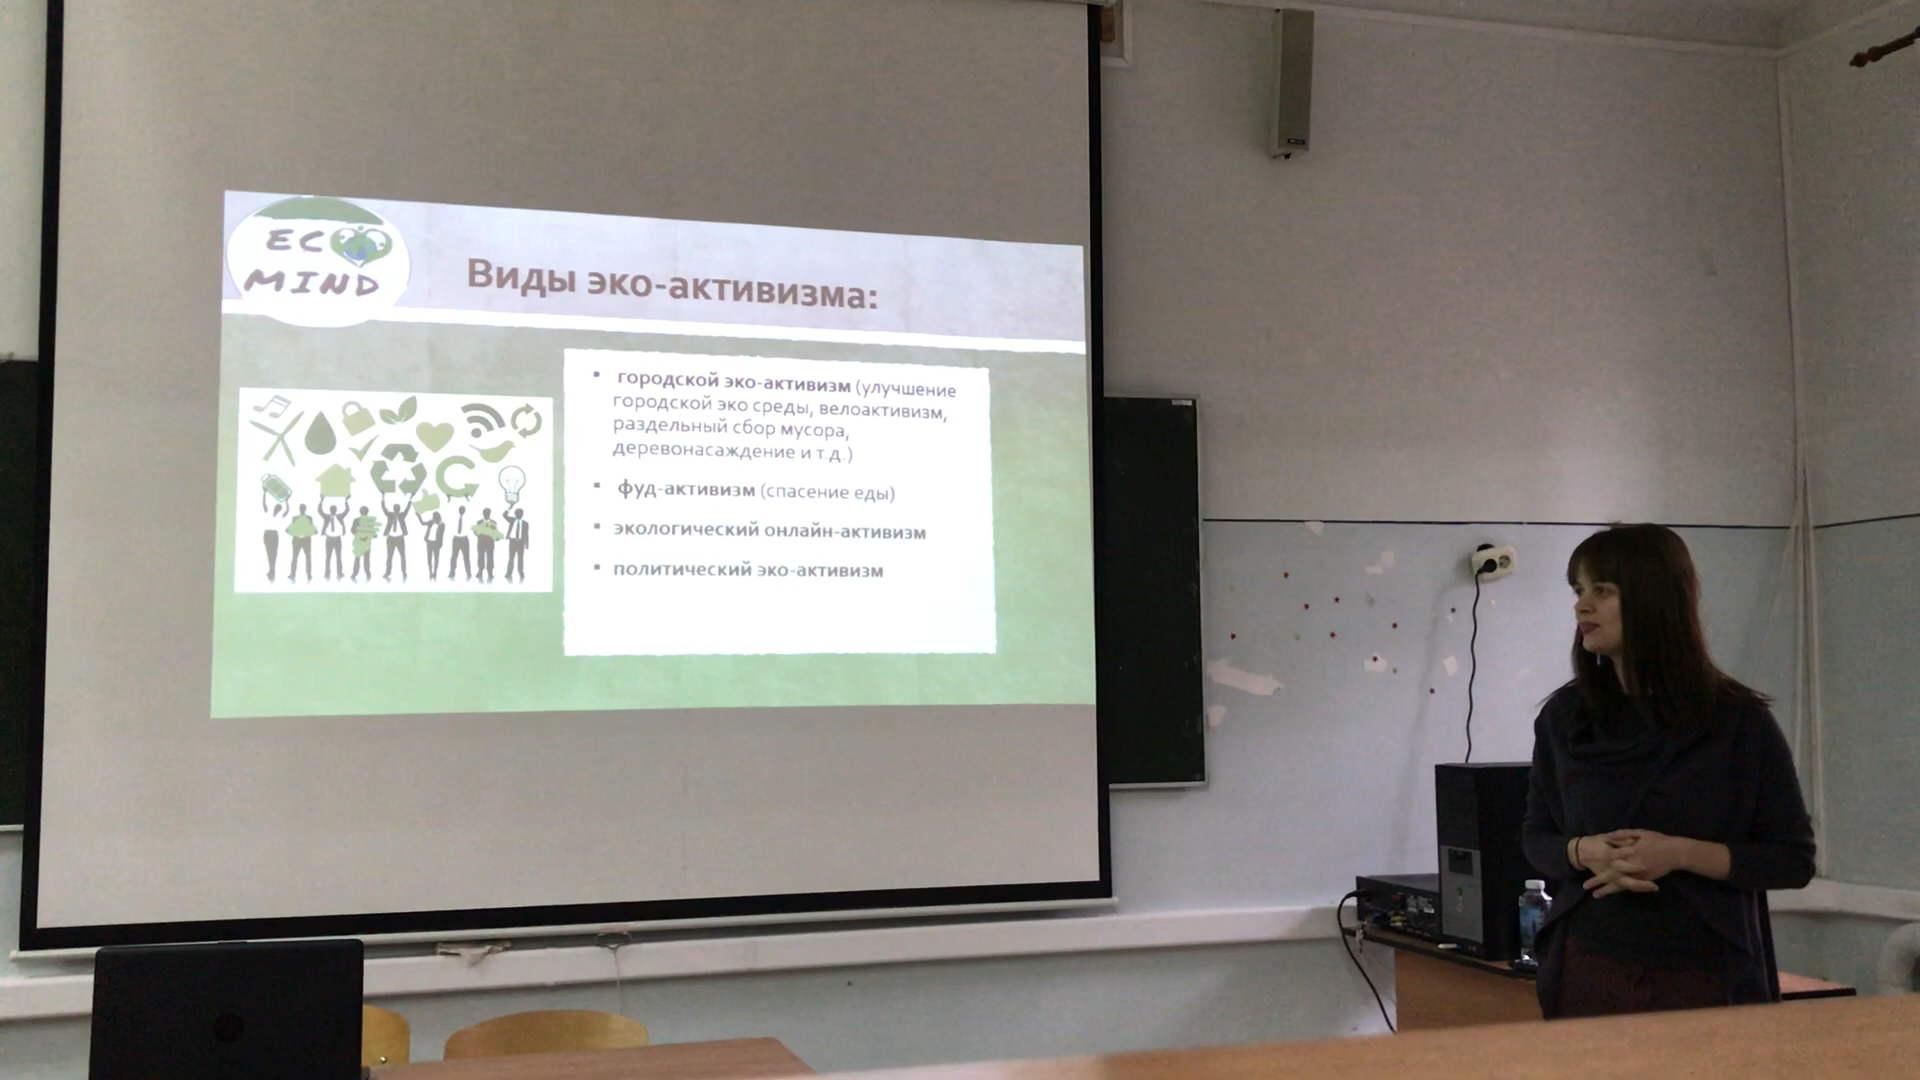 ECO
MIND
Виды эко-активизма:
городской эко-активизм (улучшение
городской эко среды, велоактивизм,
раздельный сбор мусора,
деревонасаждение и т.д.)
фуд-активизм (спасение еды)
экологический онлайн-активизм
политический эко-активизм